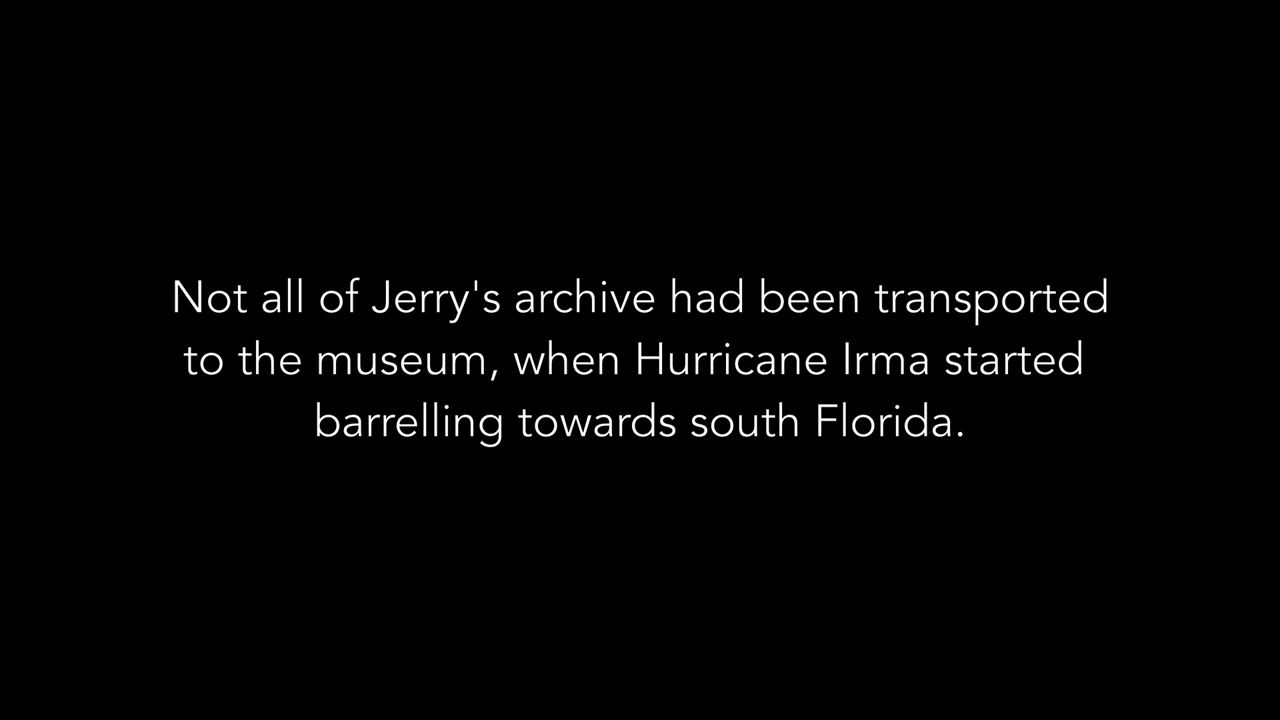 Not all of Jerry's archive had been transported
to the museum, when Hurricane Irma started
barrelling towards south Florida.